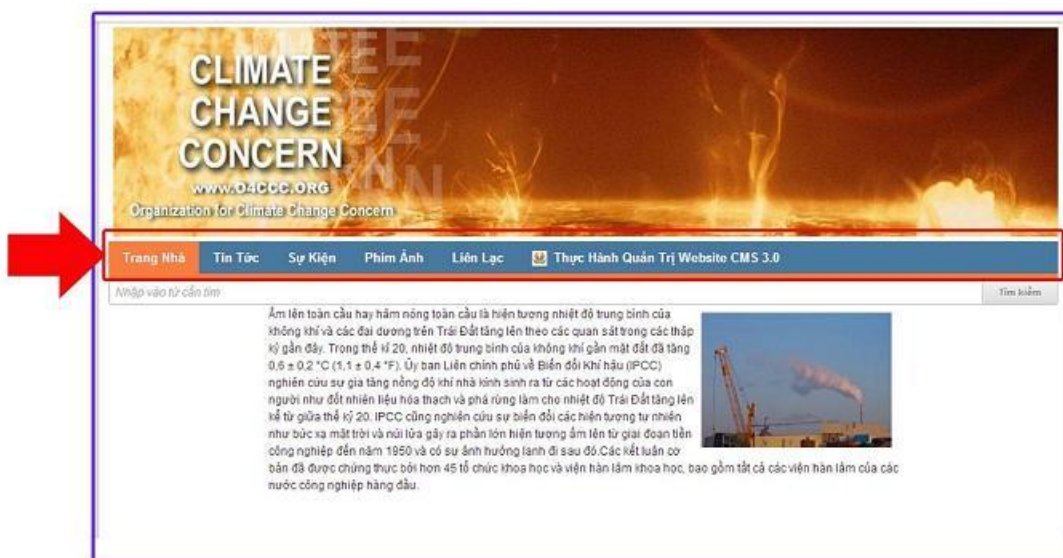 CLIMATE
CHANGE
CONCERN
www.O4CCC.ORG
Organization for Climate Change Concern
Trang Nhà Tin Tức Sự Kiện Phim Ảnh Liên Lạc Thực Hành Quản Trị Website CMS 3.0
Nhập vào từ cần tìm Tìm kiếm
Ấm lên toàn cầu hay hâm nóng toàn cầu là hiện tượng nhiệt độ trung bình của
không khí và các đại dương trên Trái Đất tăng lên theo các quan sát trong các thập
kỷ gần đây. Trong thế kỉ 20, nhiệt độ trung bình của không khí gần mặt đất đã tăng
0,6 ± 0,2 °C (1,1 ± 0,4 °F). Ủy ban Liên chính phủ về Biến đổi Khí hậu (IPCC)
nghiên cứu sự gia tăng nồng độ khí nhà kính sinh ra từ các hoạt động của con
người như đốt nhiên liệu hóa thạch và phá rừng làm cho nhiệt độ Trái Đất tăng lên
kể từ giữa thế kỷ 20. IPCC cũng nghiên cứu sự biến đổi các hiện tượng tự nhiên
như bức xạ mặt trời và núi lửa gây ra phần lớn hiện tượng ấm lên từ giai đoạn tiền
công nghiệp đến năm 1950 và có sự ảnh hưởng lạnh đi sau đó.Các kết luận cơ
bản đã được chứng thực bởi hơn 45 tổ chức khoa học và viện hàn lâm khoa học, bao gồm tất cả các viện hàn lâm của các
nước công nghiệp hàng đầu.